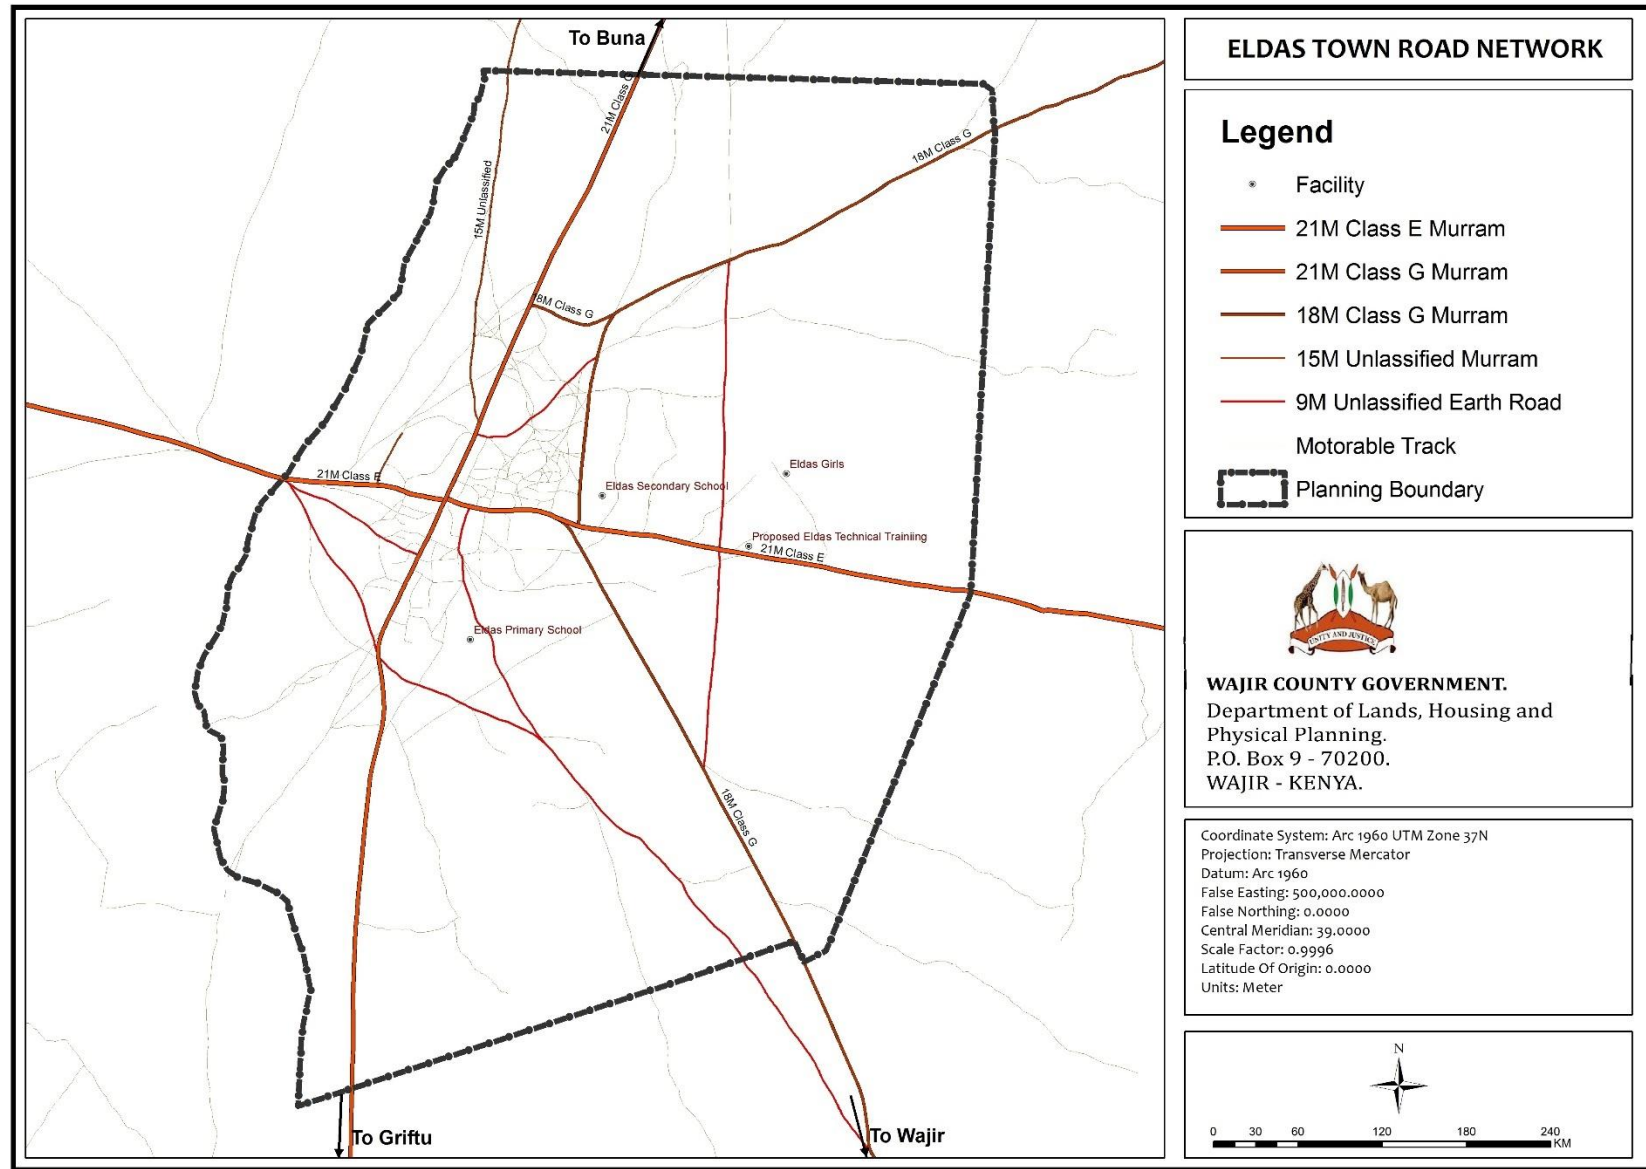 To Buna
21M Class G
18M Class G
15M Unlassified
18M Class G
21M Class E
Eldas Girls
Eldas Secondary School
Proposed Eldas Technical Trainiing
21M Class E
Eldas Primary School
18M Class G
To Griftu
To Wajir
ELDAS TOWN ROAD NETWORK
Legend
Facility
21M Class E Murram
21M Class G Murram
18M Class G Murram
15M Unlassified Murram
9M Unlassified Earth Road
Motorable Track
Planning Boundary
UNITY AND JUSTICE
WAJIR COUNTY GOVERNMENT.
Department of Lands, Housing and
Physical Planning.
P.O. Box 9 - 70200.
WAJIR - KENYA.
Coordinate System: Arc 1960 UTM Zone 37N
Projection: Transverse Mercator
Datum: Arc 1960
False Easting: 500,000.0000
False Northing: 0.0000
Central Meridian: 39.0000
Scale Factor: 0.9996
Latitude Of Origin: 0.0000
Units: Meter
N
0 30 60 120 180 240
KM